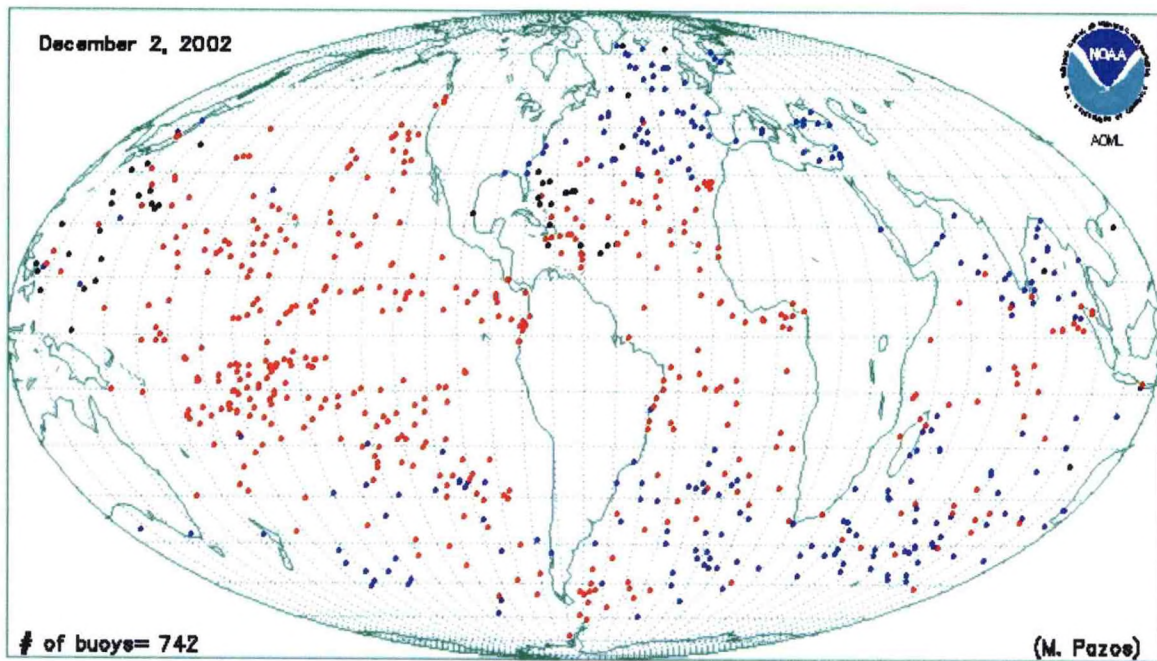 December 2, 2002
NOAA
AOML
# of buoys= 742
(M. Pazos)